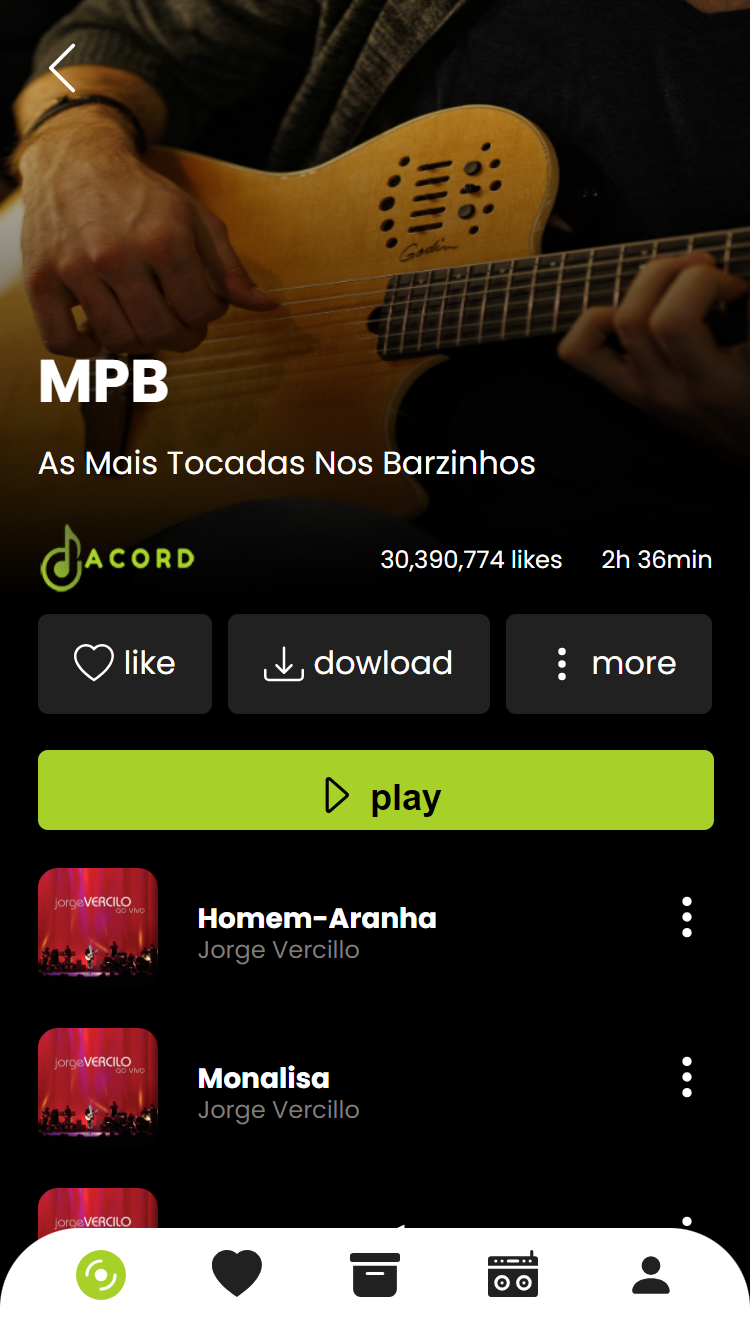 Godin
MPB
As Mais Tocadas Nos Barzinhos
ACORD
30,390,774 likes
2h 36min
like
dowload
more
play
jorgeVERCILO
ao vivo
Homem-Aranha
Jorge Vercillo
jorgeVERCILO
ao vivo
Monalisa
Jorge Vercillo
jorgeVERCILO